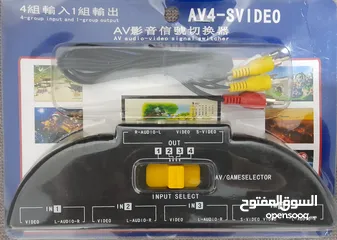 4組輸入1組輸出
4-group input and 1-group output
AV4-SVIDEO
AV影音信號切換器
AV audio-video signal switcher
R-AUDIO-L VIDEO S-VIDEO
OUT
1 2 3 4
AV/GAMESELECTOR
INPUT SELECT
IN 1 IN 2 IN 3
VIDEO L-AUDIO-R VIDEO L-AUDIO-R VIDEO L-AUDIO-R S-VIDEO VIDEO
السوق المفتوح
opensooq.com